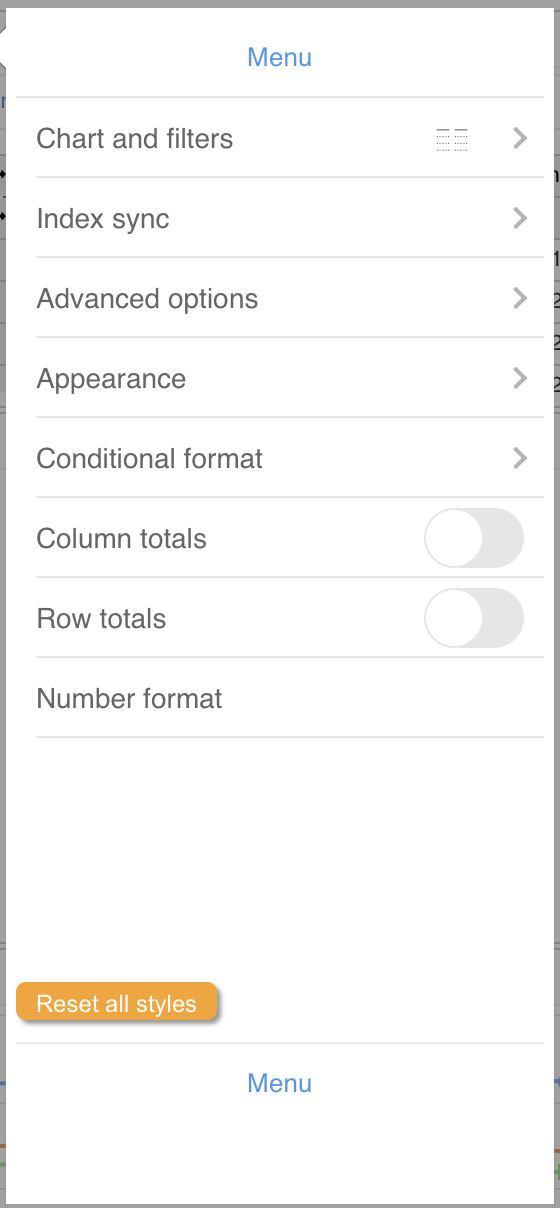 Menu
Chart and filters
Index sync
Advanced options
Appearance
Conditional format
Column totals
Row totals
Number format
Reset all styles
Menu